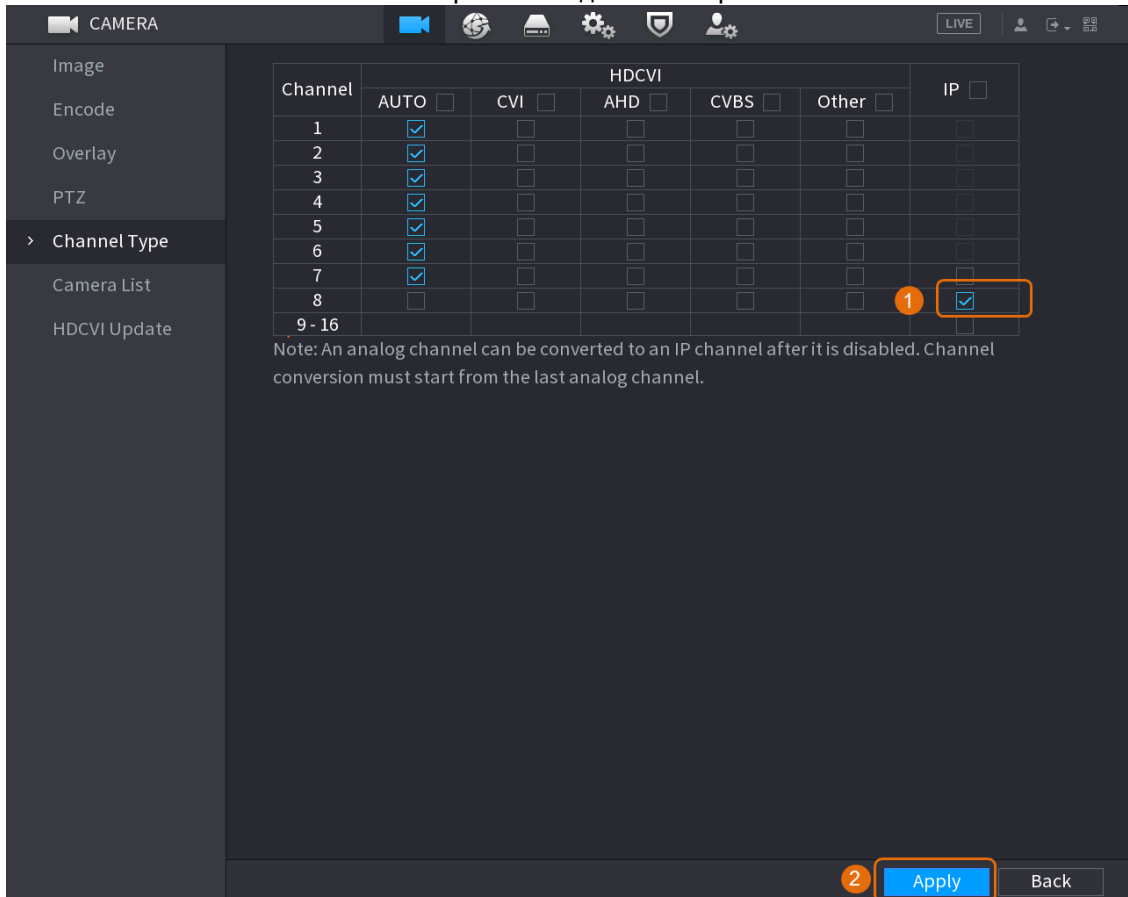 CAMERA
LIVE
Image
Encode
Overlay
PTZ
> Channel Type
Camera List
HDCVI Update
Channel HDCVI IP
AUTO CVI AHD CVBS Other
1
2
3
4
5
6
7
8 1
9 - 16
Note: An analog channel can be converted to an IP channel after it is disabled. Channel
conversion must start from the last analog channel.
2 Apply Back